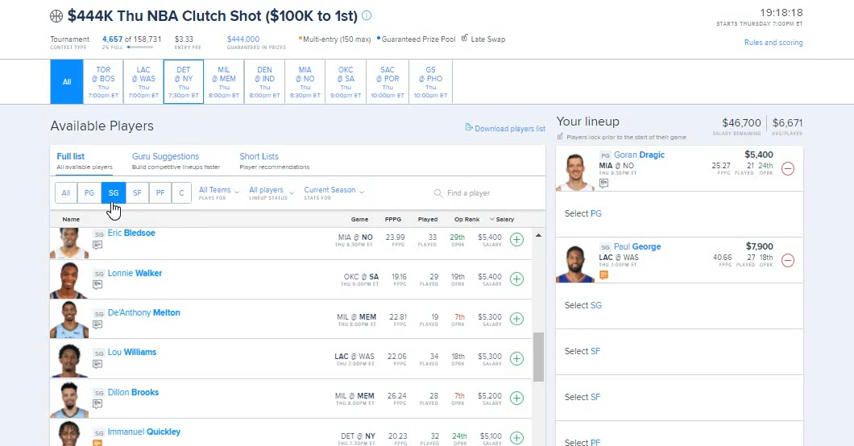 $444K Thu NBA Clutch Shot ($100K to 1st)
19:18:18
STARTS THURSDAY 7:00PM ET
Tournament 4,657 of 158,731 $3.33 $444,000 Multi-entry (150 max) Guaranteed Prize Pool Late Swap
CONTEST TYPE 2% FULL ENTRY FEE GUARANTEED IN PRIZES
Rules and scoring
All
TOR @ BOS Thu 7:00pm ET
LAC @ WAS Thu 7:00pm ET
DET @ NY Thu 7:30pm ET
MIL @ MEM Thu 8:00pm ET
DEN @ IND Thu 8:00pm ET
MIA @ NO Thu 8:30pm ET
OKC @ SA Thu 9:00pm ET
SAC @ POR Thu 10:00pm ET
GS @ PHO Thu 10:00pm ET
Available Players
Download players list
Full list Guru Suggestions Short Lists
All available players Build competitive lineups faster Player recommendations
All PG SG SF PF C All Teams All players Current Season Find a player
PLAYS FOR LINEUP STATUS STATS FOR
Name Game FPPG Played Op Rank Salary
SG Eric Bledsoe MIA @ NO 23.99 33 29th $5,400
THU 8:30PM ET FPPG PLAYED OPRK SALARY
SG Lonnie Walker OKC @ SA 19.16 29 19th $5,400
THU 9:00PM ET FPPG PLAYED OPRK SALARY
SG De'Anthony Melton MIL @ MEM 22.81 19 7th $5,300
THU 8:00PM ET FPPG PLAYED OPRK SALARY
SG Lou Williams LAC @ WAS 22.06 34 18th $5,300
THU 7:00PM ET FPPG PLAYED OPRK SALARY
SG Dillon Brooks MIL @ MEM 26.24 28 7th $5,200
THU 8:00PM ET FPPG PLAYED OPRK SALARY
SG Immanuel Quickley DET @ NY 20.23 32 24th $5,100
Your lineup $46,700 $6,671
Players lock prior to the start of their game SALARY REMAINING AVG/PLAYER
PG Goran Dragic $5,400
MIA @ NO 25.27 21 24th
THU 8:30PM ET FPPG PLAYED OPRK
Select PG
SG Paul George $7,900
LAC @ WAS 40.66 27 18th
THU 7:00PM ET FPPG PLAYED OPRK
Select SG
Select SF
Select SF
Select PF